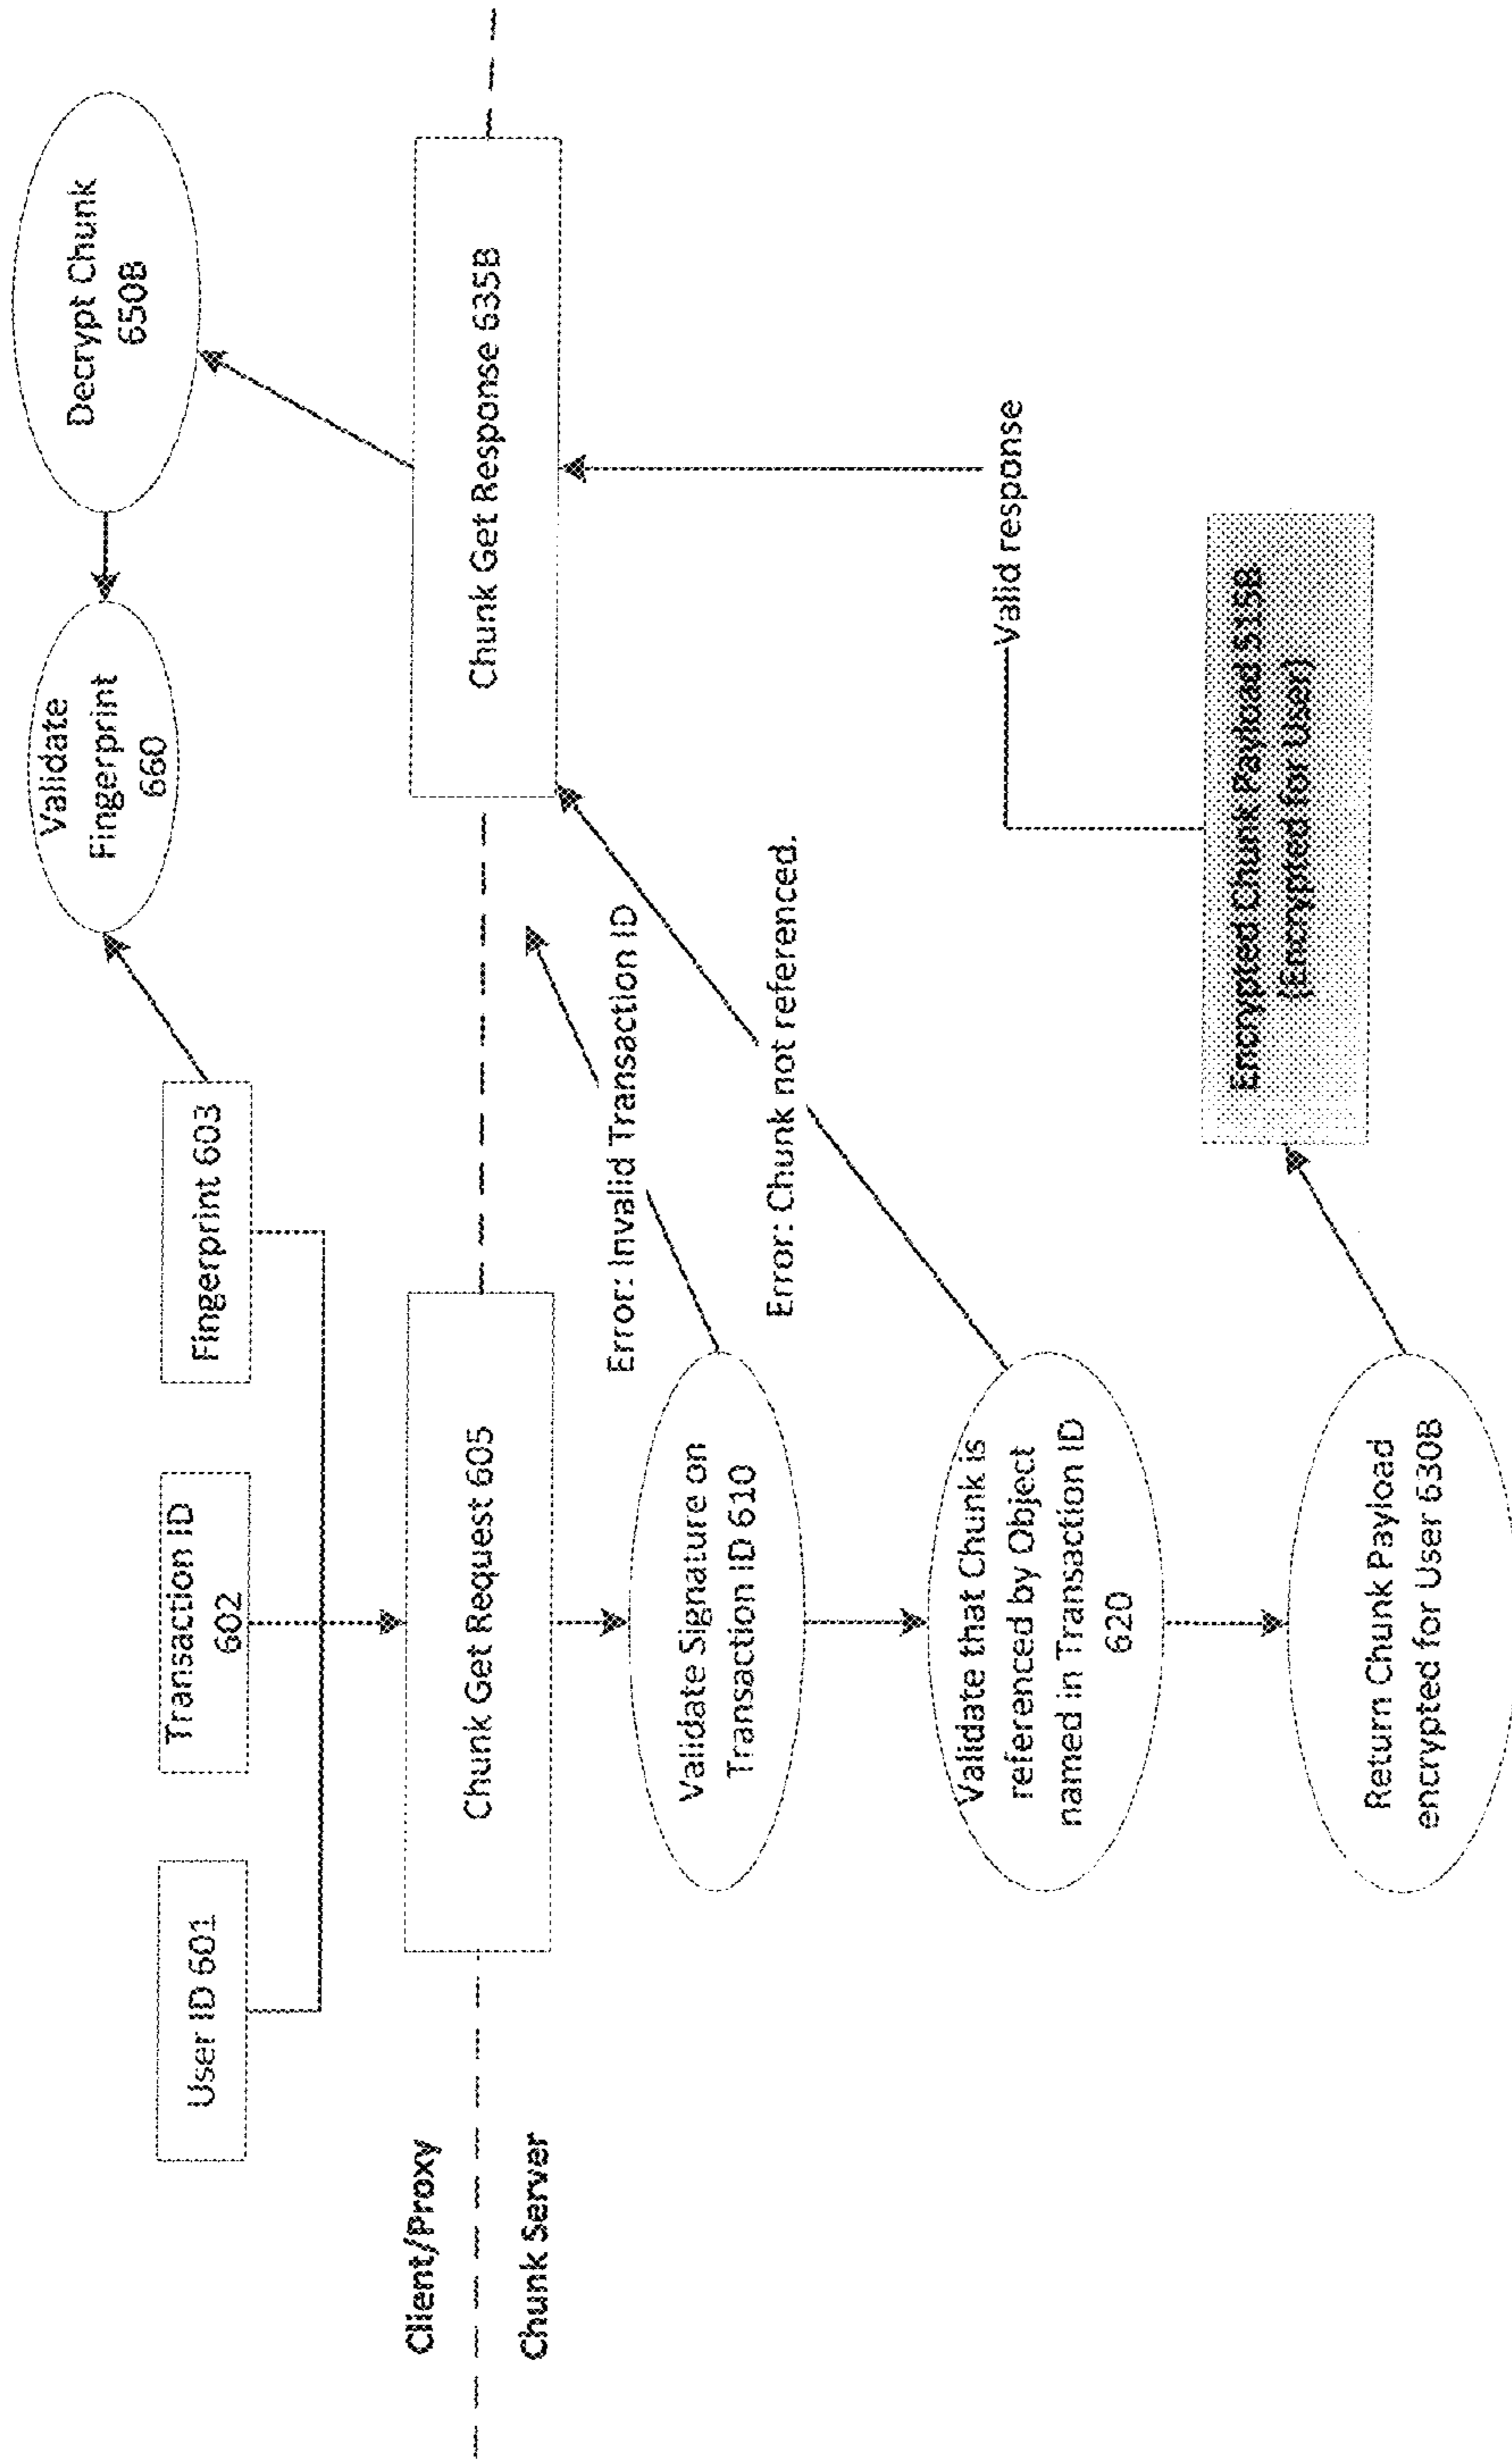 User ID 601
Transaction ID
602
Fingerprint 603
Validate
Fingerprint
660
Decrypt Chunk
650B
Client/Proxy
Chunk Server
Chunk Get Request 605
Chunk Get Response 635B
Validate Signature on
Transaction ID 610
Error: Invalid Transaction ID
Validate that Chunk is
referenced by Object
named in Transaction ID
620
Error: Chunk not referenced.
Valid response
Return Chunk Payload
encrypted for User 630B
Encrypted Chunk Payload 515B
(Encrypted for User)